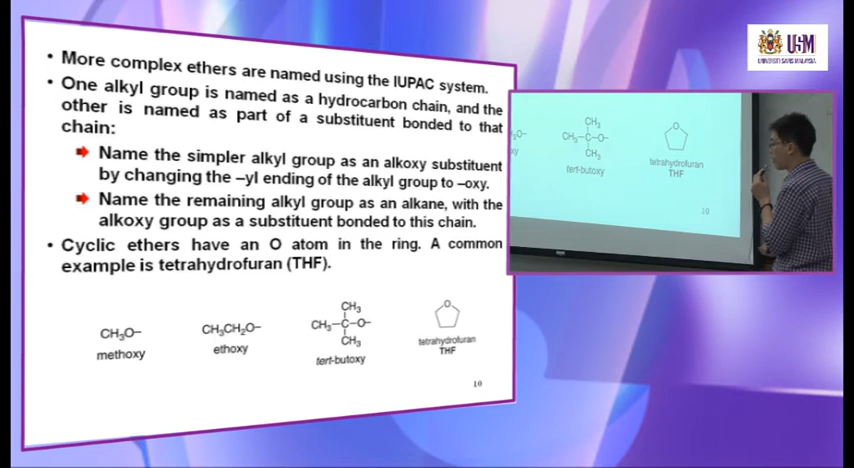 • More complex ethers are named using the IUPAC system.
• One alkyl group is named as a hydrocarbon chain, and the
other is named as part of a substituent bonded to that
chain:
Name the simpler alkyl group as an alkoxy substituent
by changing the –yl ending of the alkyl group to –oxy.
Name the remaining alkyl group as an alkane, with the
alkoxy group as a substituent bonded to this chain.
• Cyclic ethers have an O atom in the ring. A common
example is tetrahydrofuran (THF).
CH₃
CH₃O–
CH₃CH₂O–
CH₃–C–O–
CH₃
O
methoxy
ethoxy
tert-butoxy
tetrahydrofuran
THF
10
USM
UNIVERSITI SAINS MALAYSIA
CH₃
CH₃–C–O–
CH₃
O
tert-butoxy
tetrahydrofuran
THF
10